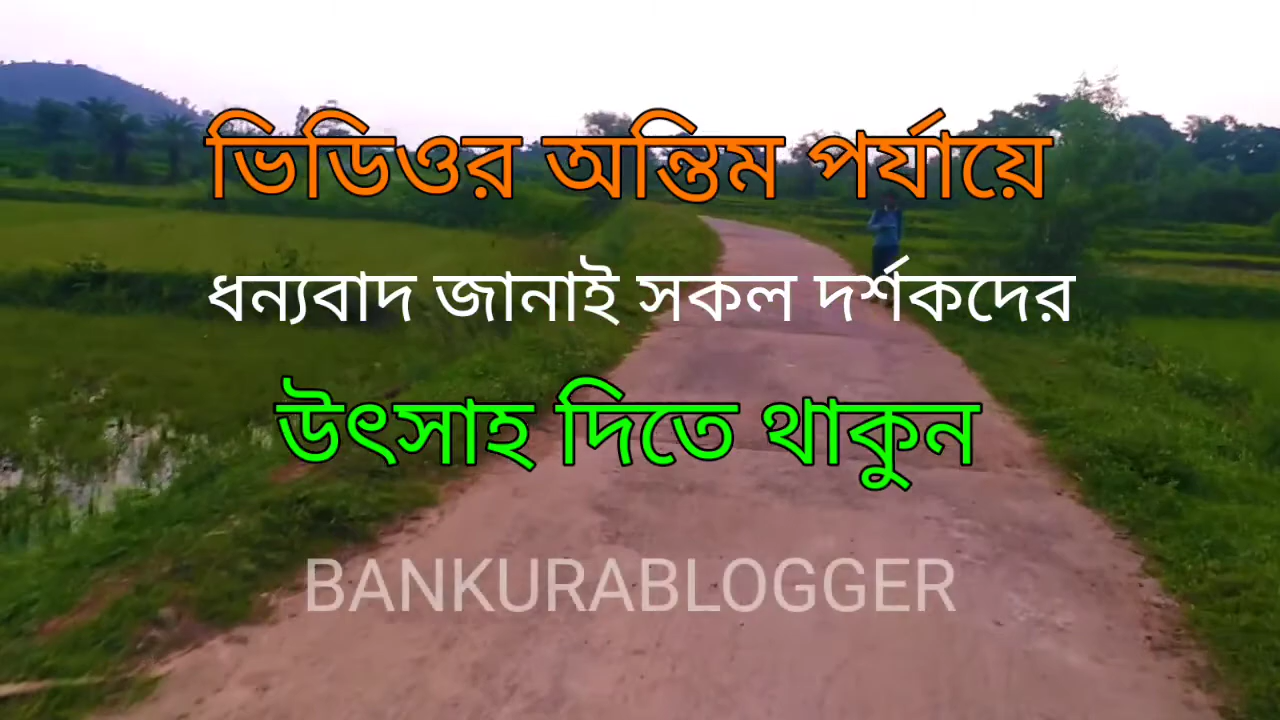 ভিডিওর অন্তিম পর্যায়ে
ধন্যবাদ জানাই সকল দর্শকদের
উৎসাহ দিতে থাকুন
BANKURABLOGGER